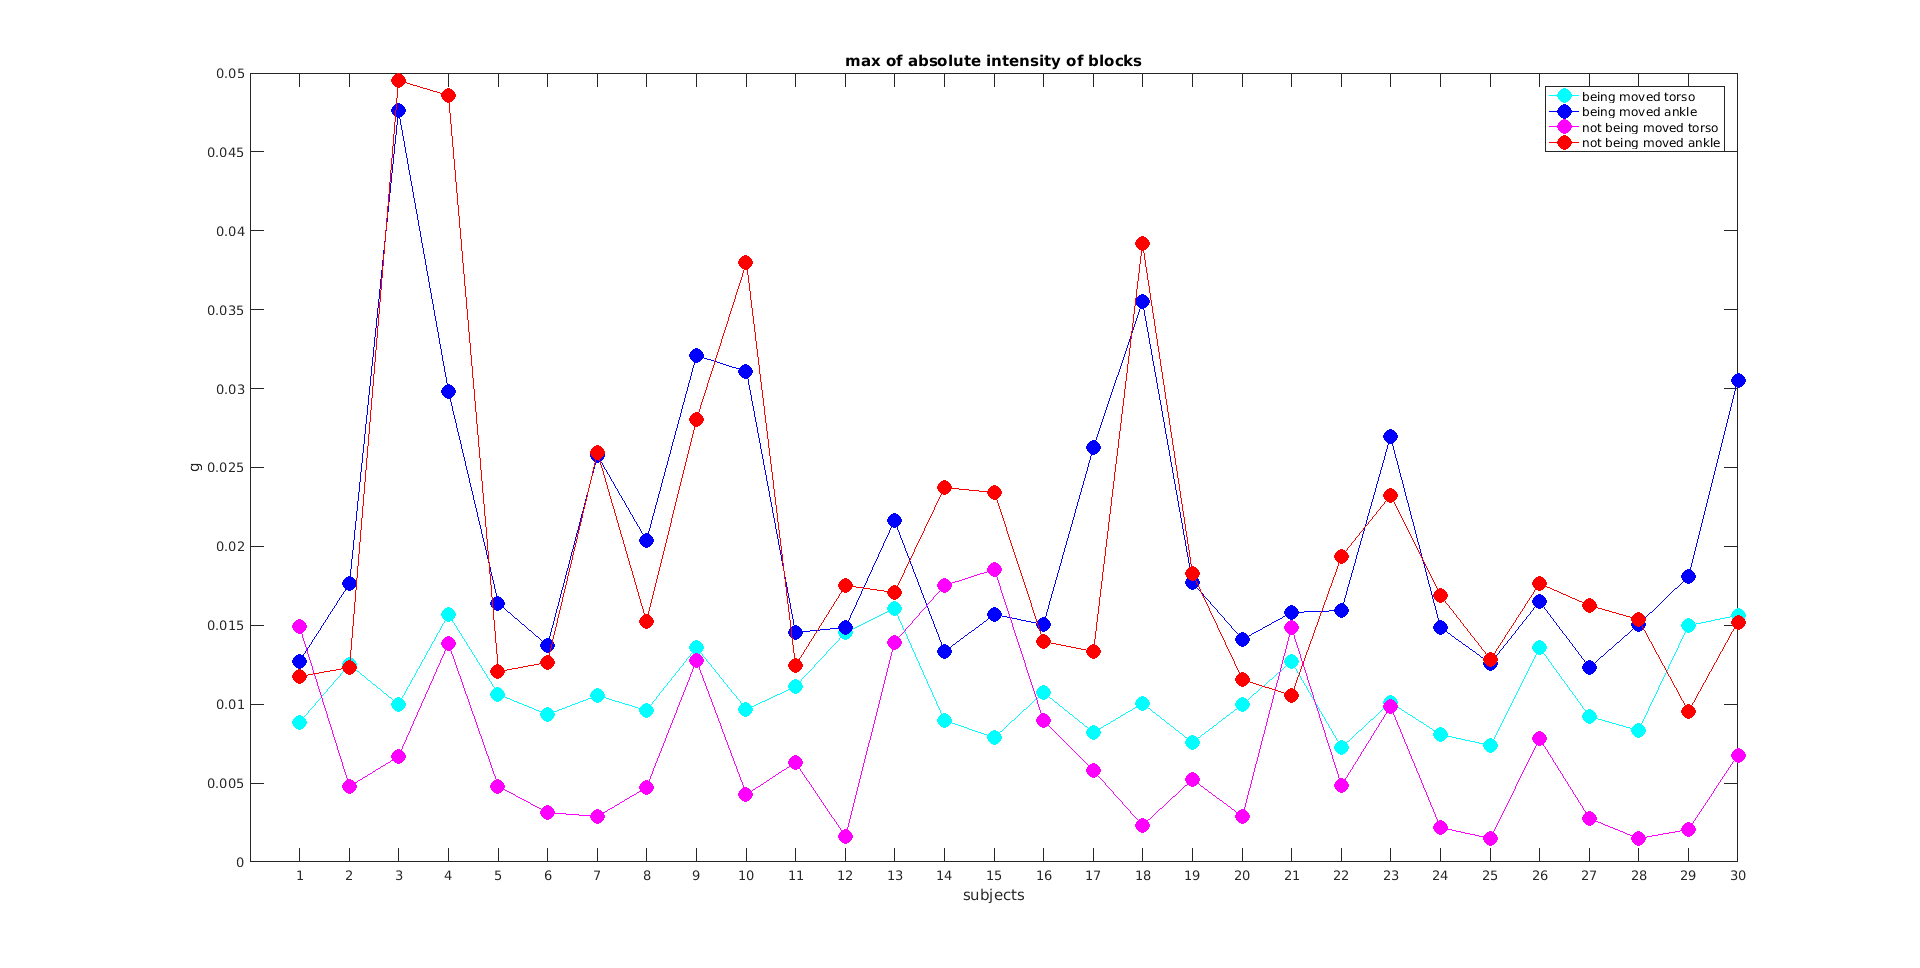 max of absolute intensity of blocks
being moved torso
being moved ankle
not being moved torso
not being moved ankle
0.05
0.045
0.04
0.035
0.03
0.025
0.02
0.015
0.01
0.005
0
g
1 2 3 4 5 6 7 8 9 10 11 12 13 14 15 16 17 18 19 20 21 22 23 24 25 26 27 28 29 30
subjects